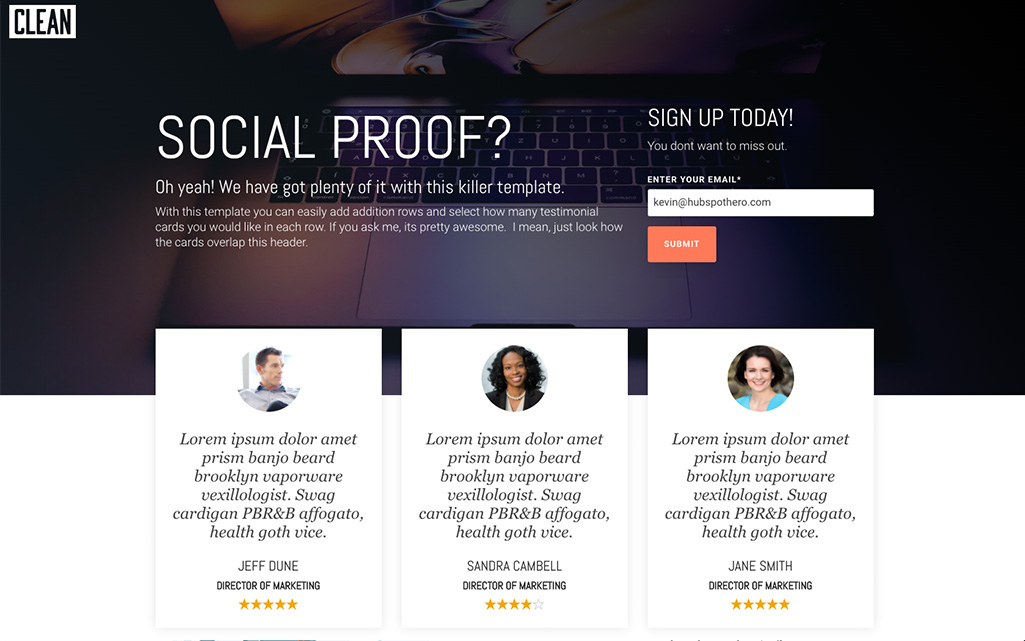 CLEAN
SOCIAL PROOF?
Oh yeah! We have got plenty of it with this killer template.
With this template you can easily add addition rows and select how many testimonial
cards you would like in each row. If you ask me, its pretty awesome.  I mean, just look how
the cards overlap this header.
SIGN UP TODAY!
You dont want to miss out.
ENTER YOUR EMAIL*
kevin@hubspothero.com
SUBMIT
Lorem ipsum dolor amet
prism banjo beard
brooklyn vaporware
vexillologist. Swag
cardigan PBR&B affogato,
health goth vice.
JEFF DUNE
DIRECTOR OF MARKETING
Lorem ipsum dolor amet
prism banjo beard
brooklyn vaporware
vexillologist. Swag
cardigan PBR&B affogato,
health goth vice.
SANDRA CAMBELL
DIRECTOR OF MARKETING
Lorem ipsum dolor amet
prism banjo beard
brooklyn vaporware
vexillologist. Swag
cardigan PBR&B affogato,
health goth vice.
JANE SMITH
DIRECTOR OF MARKETING